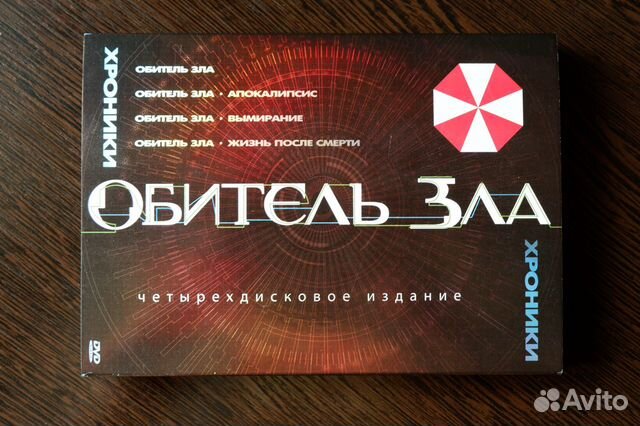 ХРОНИКИ
ОБИТЕЛЬ ЗЛА
ОБИТЕЛЬ ЗЛА · АПОКАЛИПСИС
ОБИТЕЛЬ ЗЛА · ВЫМИРАНИЕ
ОБИТЕЛЬ ЗЛА · ЖИЗНЬ ПОСЛЕ СМЕРТИ
ОБИТЕЛЬ ЗЛА
ХРОНИКИ
четырехдисковое издание
DVD
Avito